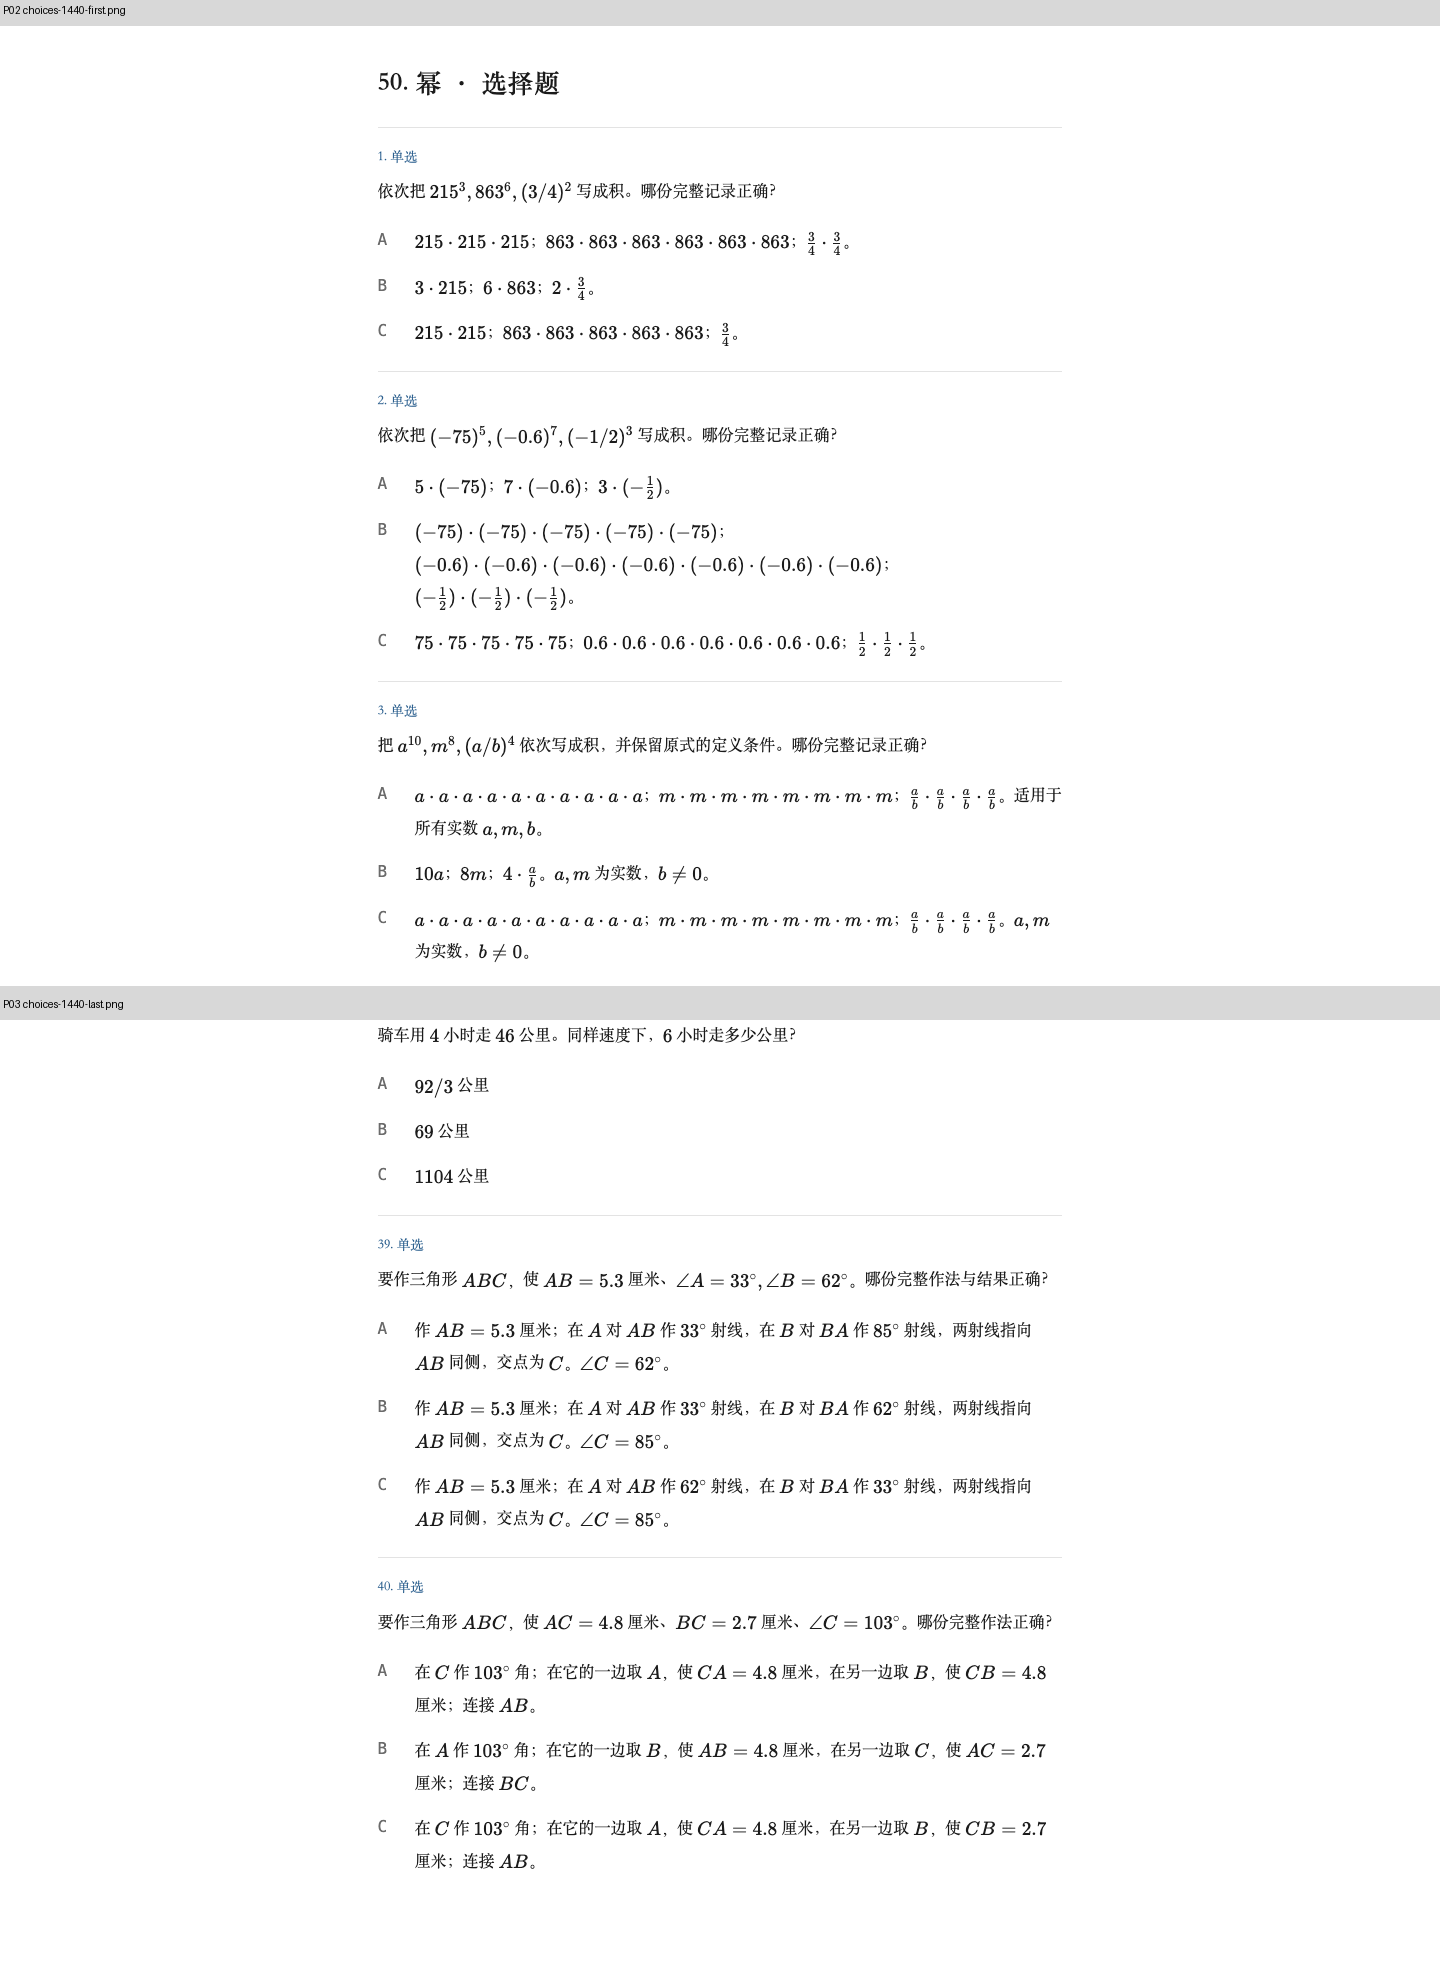 P02 choices-1440-first.png
50. 幂 · 选择题
1. 单选
依次把 215³, 863⁶, (3/4)² 写成积。哪份完整记录正确？
A 215 · 215 · 215；863 · 863 · 863 · 863 · 863 · 863；3/4 · 3/4。
B 3 · 215；6 · 863；2 · 3/4。
C 215 · 215；863 · 863 · 863 · 863 · 863；3/4。
2. 单选
依次把 (−75)⁵, (−0.6)⁷, (−1/2)³ 写成积。哪份完整记录正确？
A 5 · (−75)；7 · (−0.6)；3 · (−1/2)。
B (−75) · (−75) · (−75) · (−75) · (−75)；
(−0.6) · (−0.6) · (−0.6) · (−0.6) · (−0.6) · (−0.6) · (−0.6)；
(−1/2) · (−1/2) · (−1/2)。
C 75 · 75 · 75 · 75 · 75；0.6 · 0.6 · 0.6 · 0.6 · 0.6 · 0.6 · 0.6；1/2 · 1/2 · 1/2。
3. 单选
把 a¹⁰, m⁸, (a/b)⁴ 依次写成积，并保留原式的定义条件。哪份完整记录正确？
A a · a · a · a · a · a · a · a · a · a；m · m · m · m · m · m · m · m；a/b · a/b · a/b · a/b。适用于
所有实数 a, m, b。
B 10a；8m；4 · a/b。a, m 为实数，b ≠ 0。
C a · a · a · a · a · a · a · a · a · a；m · m · m · m · m · m · m · m；a/b · a/b · a/b · a/b。a, m
为实数，b ≠ 0。
P03 choices-1440-last.png
骑车用 4 小时走 46 公里。同样速度下，6 小时走多少公里？
A 92/3 公里
B 69 公里
C 1104 公里
39. 单选
要作三角形 ABC，使 AB = 5.3 厘米、∠A = 33°, ∠B = 62°。哪份完整作法与结果正确？
A 作 AB = 5.3 厘米；在 A 对 AB 作 33° 射线，在 B 对 BA 作 85° 射线，两射线指向
AB 同侧，交点为 C。∠C = 62°。
B 作 AB = 5.3 厘米；在 A 对 AB 作 33° 射线，在 B 对 BA 作 62° 射线，两射线指向
AB 同侧，交点为 C。∠C = 85°。
C 作 AB = 5.3 厘米；在 A 对 AB 作 62° 射线，在 B 对 BA 作 33° 射线，两射线指向
AB 同侧，交点为 C。∠C = 85°。
40. 单选
要作三角形 ABC，使 AC = 4.8 厘米、BC = 2.7 厘米、∠C = 103°。哪份完整作法正确？
A 在 C 作 103° 角；在它的一边取 A，使 CA = 4.8 厘米，在另一边取 B，使 CB = 4.8
厘米；连接 AB。
B 在 A 作 103° 角；在它的一边取 B，使 AB = 4.8 厘米，在另一边取 C，使 AC = 2.7
厘米；连接 BC。
C 在 C 作 103° 角；在它的一边取 A，使 CA = 4.8 厘米，在另一边取 B，使 CB = 2.7
厘米；连接 AB。